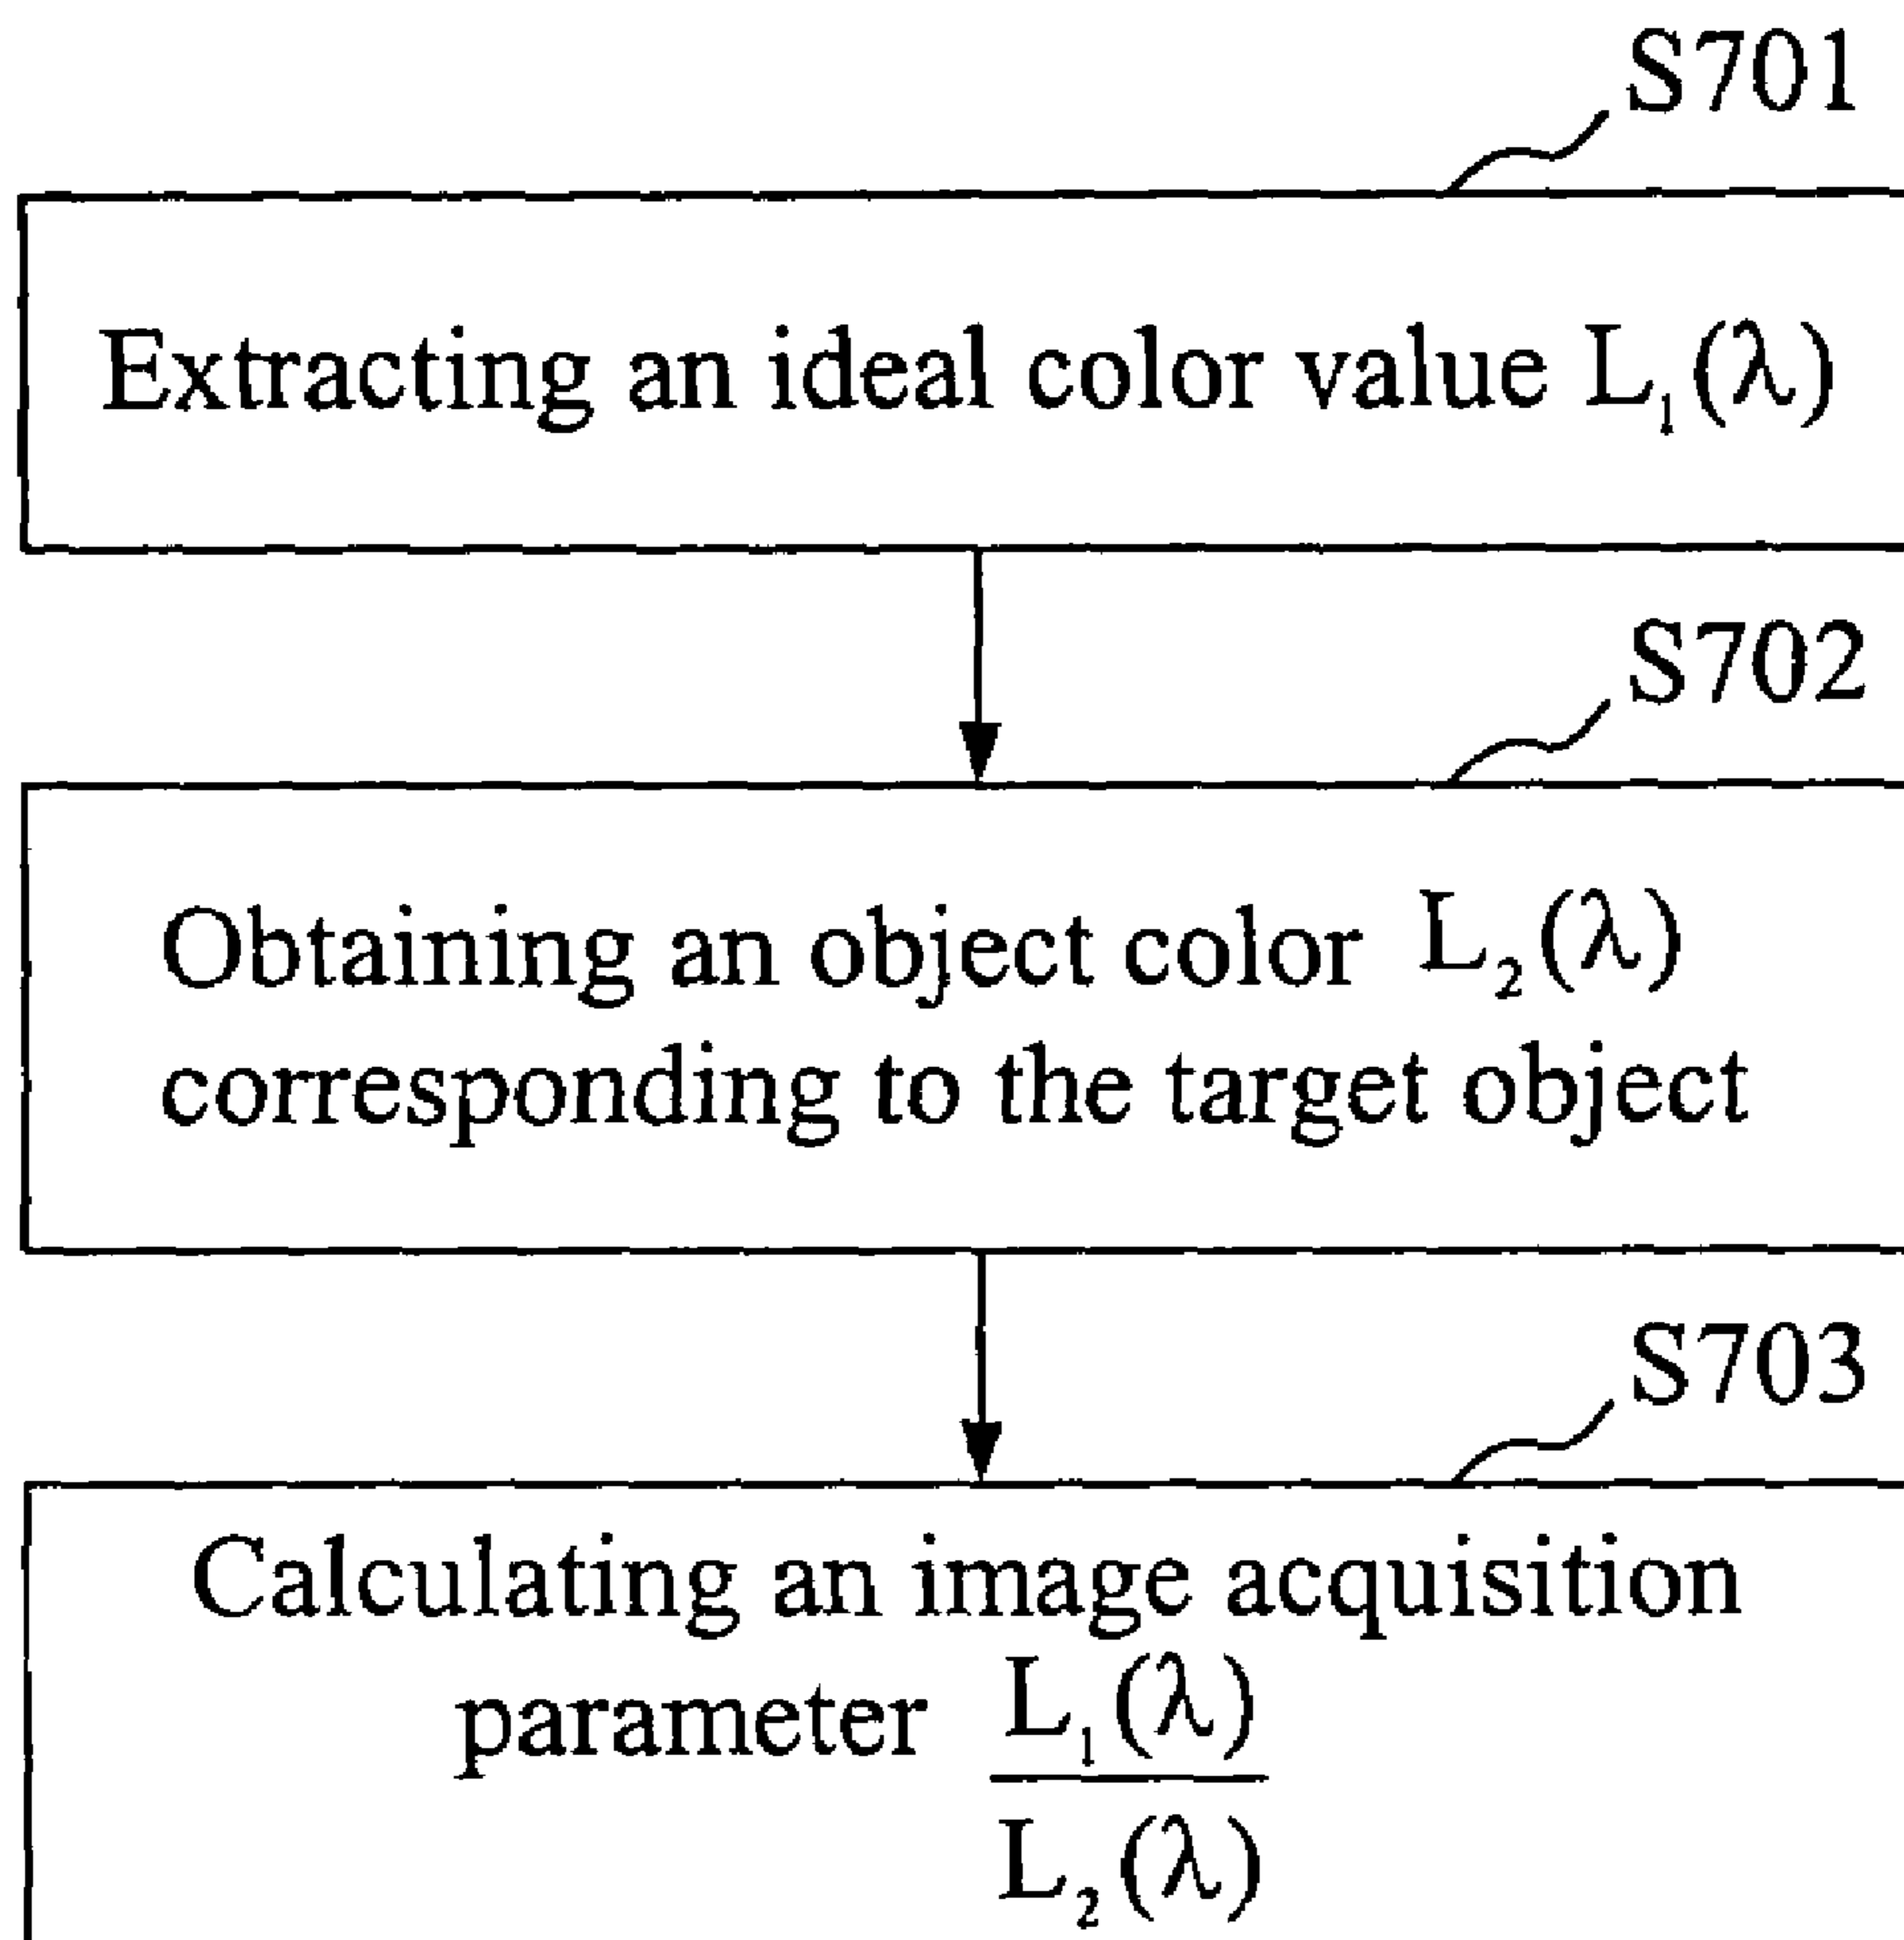 S701
Extracting an ideal color value L₁(λ)
S702
Obtaining an object color L₂(λ)
corresponding to the target object
S703
Calculating an image acquisition
parameter L₁(λ)
L₂(λ)